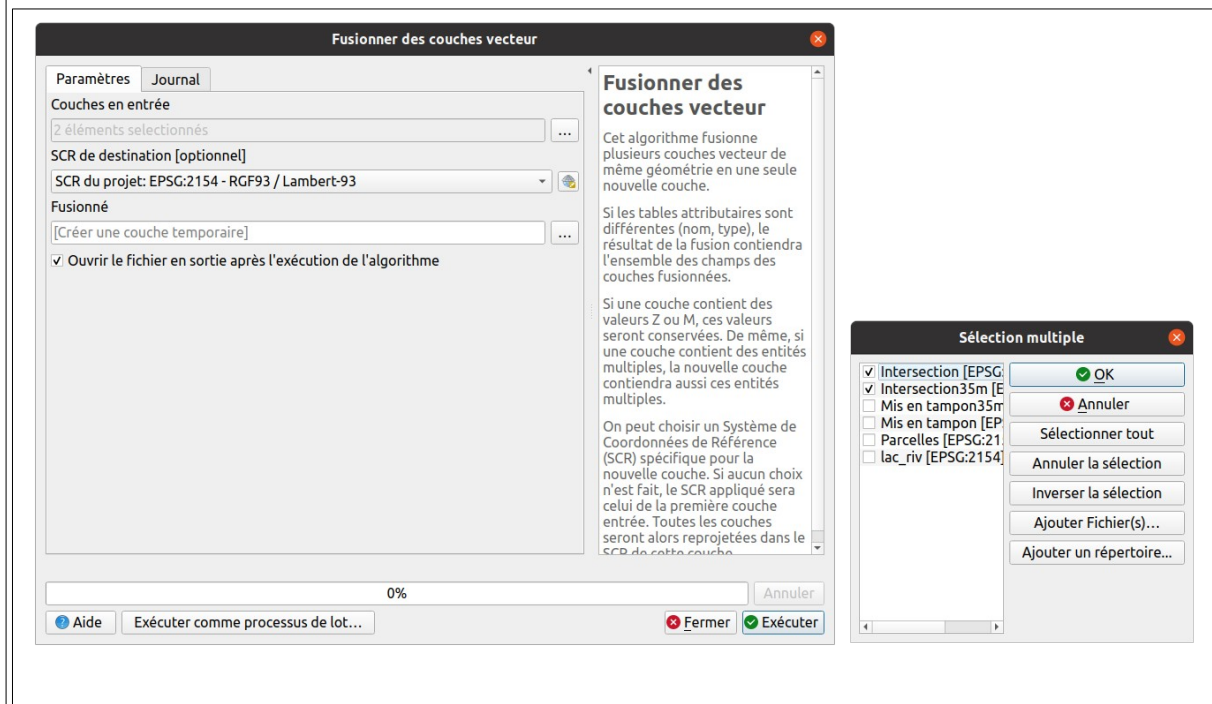 Fusionner des couches vecteur
Paramètres
Journal
Couches en entrée
2 éléments selectionnés
...
SCR de destination [optionnel]
SCR du projet: EPSG:2154 - RGF93 / Lambert-93
Fusionné
[Créer une couche temporaire]
...
Ouvrir le fichier en sortie après l'exécution de l'algorithme
Fusionner des
couches vecteur
Cet algorithme fusionne
plusieurs couches vecteur de
même géométrie en une seule
nouvelle couche.
Si les tables attributaires sont
différentes (nom, type), le
résultat de la fusion contiendra
l'ensemble des champs des
couches fusionnées.
Si une couche contient des
valeurs Z ou M, ces valeurs
seront conservées. De même, si
une couche contient des entités
multiples, la nouvelle couche
contiendra aussi ces entités
multiples.
On peut choisir un Système de
Coordonnées de Référence
(SCR) spécifique pour la
nouvelle couche. Si aucun choix
n'est fait, le SCR appliqué sera
celui de la première couche
entrée. Toutes les couches
seront alors reprojetées dans le
SCR de cette couche
0%
Annuler
Aide
Exécuter comme processus de lot...
Fermer
Exécuter
Sélection multiple
Intersection [EPSG:
Intersection35m [E
Mis en tampon35m
Mis en tampon [EP
Parcelles [EPSG:21
lac_riv [EPSG:2154]
OK
Annuler
Sélectionner tout
Annuler la sélection
Inverser la sélection
Ajouter Fichier(s)...
Ajouter un répertoire...